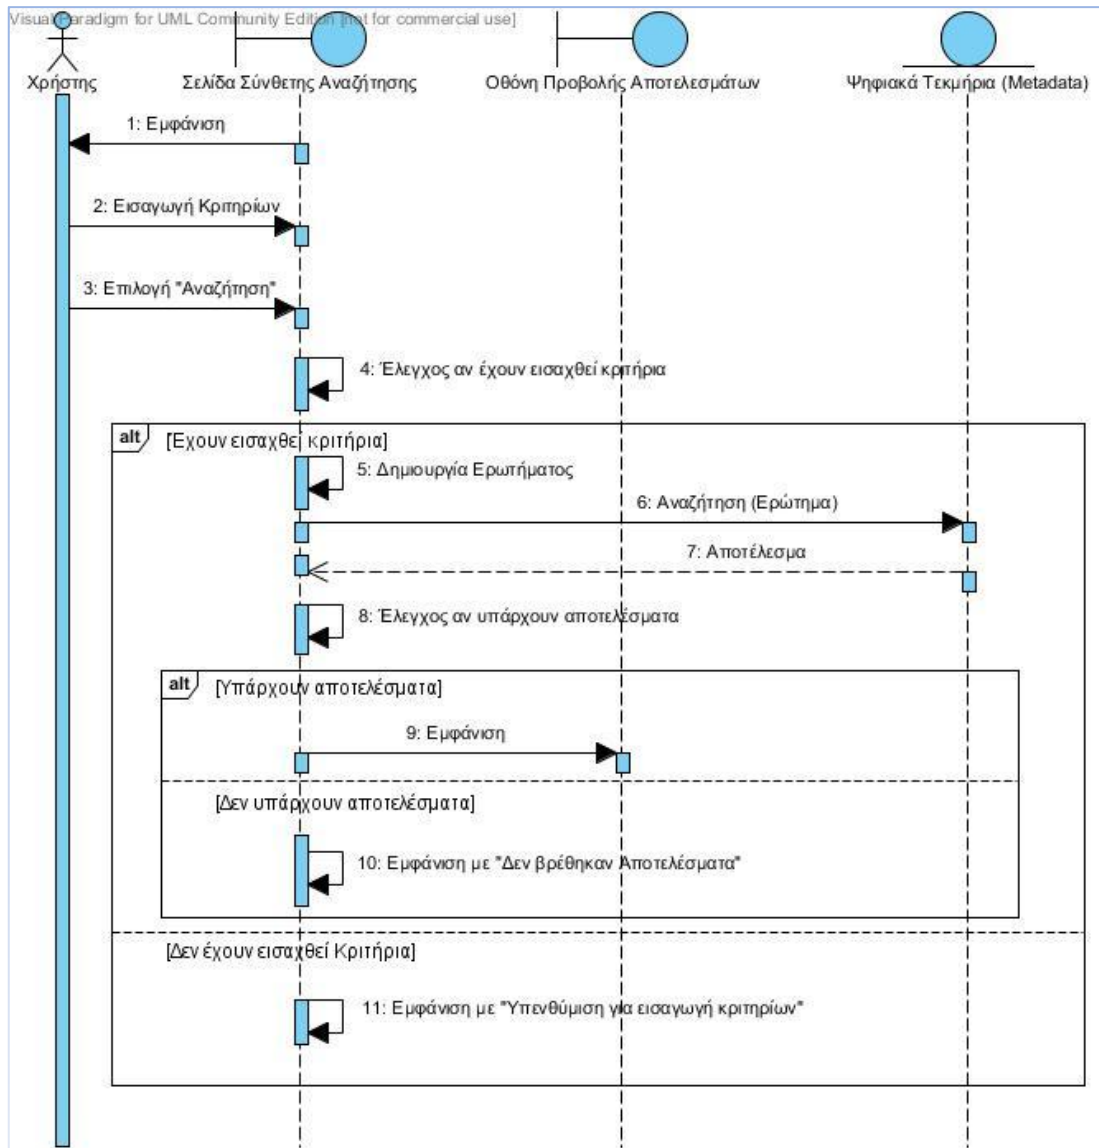 Visual Paradigm for UML Community Edition [not for commercial use]
Χρήστης
Σελίδα Σύνθετης Αναζήτησης
Οθόνη Προβολής Αποτελεσμάτων
Ψηφιακά Τεκμήρια (Metadata)
1: Εμφάνιση
2: Εισαγωγή Κριτηρίων
3: Επιλογή "Αναζήτηση"
4: Έλεγχος αν έχουν εισαχθεί κριτήρια
alt
[Έχουν εισαχθεί κριτήρια]
5: Δημιουργία Ερωτήματος
6: Αναζήτηση (Ερώτημα)
7: Αποτέλεσμα
8: Έλεγχος αν υπάρχουν αποτελέσματα
alt
[Υπάρχουν αποτελέσματα]
9: Εμφάνιση
[Δεν υπάρχουν αποτελέσματα]
10: Εμφάνιση με "Δεν βρέθηκαν Αποτελέσματα"
[Δεν έχουν εισαχθεί Κριτήρια]
11: Εμφάνιση με "Υπενθύμιση για εισαγωγή κριτηρίων"